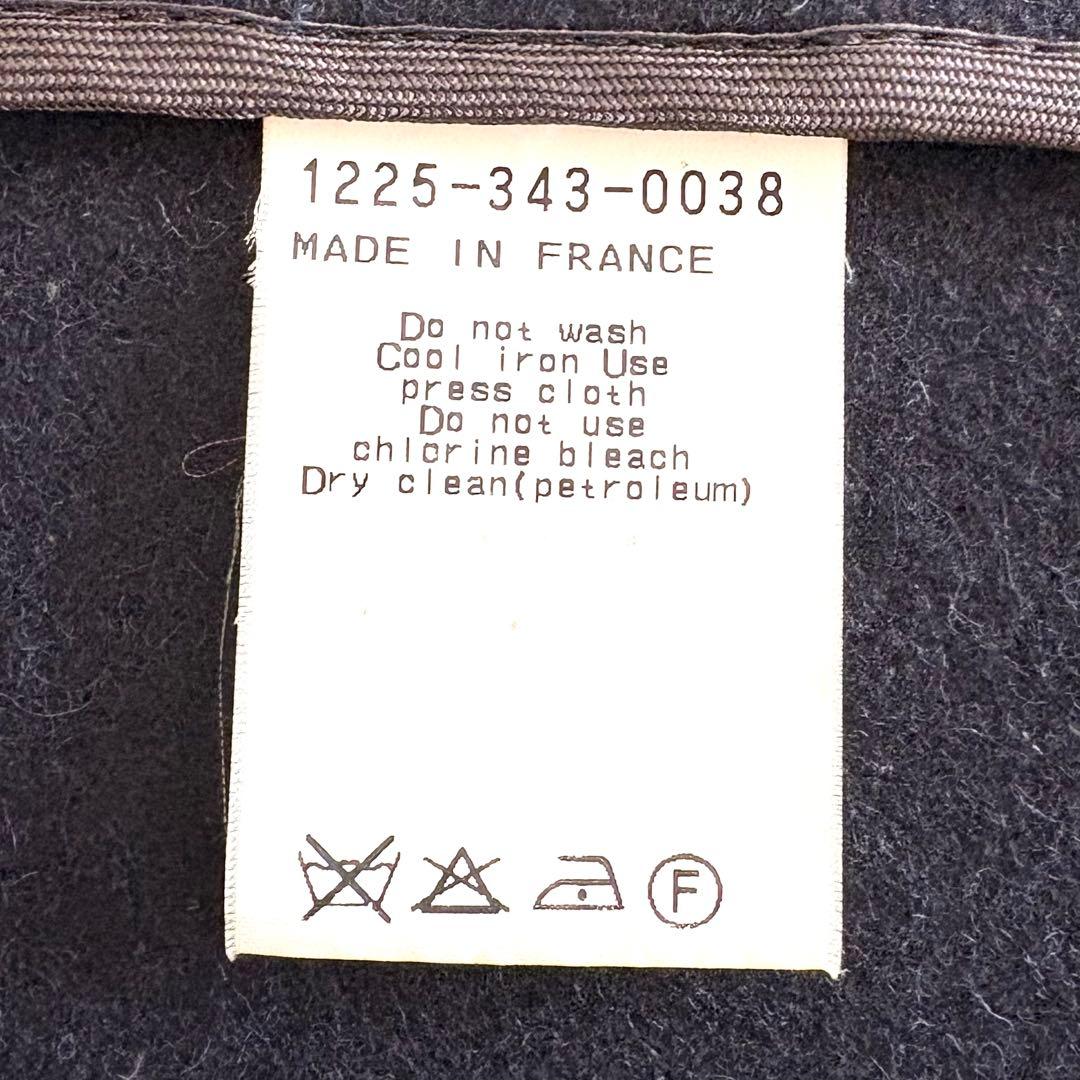 1225-343-0038
MADE IN FRANCE
Do not wash
Cool iron Use
press cloth
Do not use
chlorine bleach
Dry clean(petroleum)
F